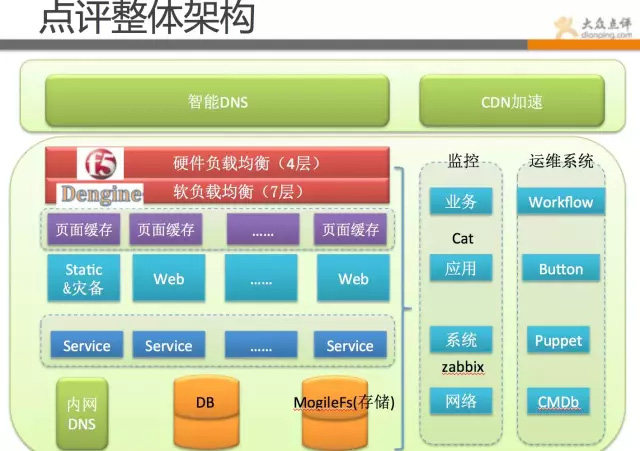 点评整体架构
大众点评
dianping.com
智能DNS
CDN加速
f5
硬件负载均衡（4层）
Dengine
软负载均衡（7层）
页面缓存
页面缓存
……
页面缓存
Static
&灾备
Web
……
Web
Service
Service
……
Service
内网
DNS
DB
MogileFs(存储)
监控
业务
Cat
应用
系统
zabbix
网络
运维系统
Workflow
Button
Puppet
CMDb